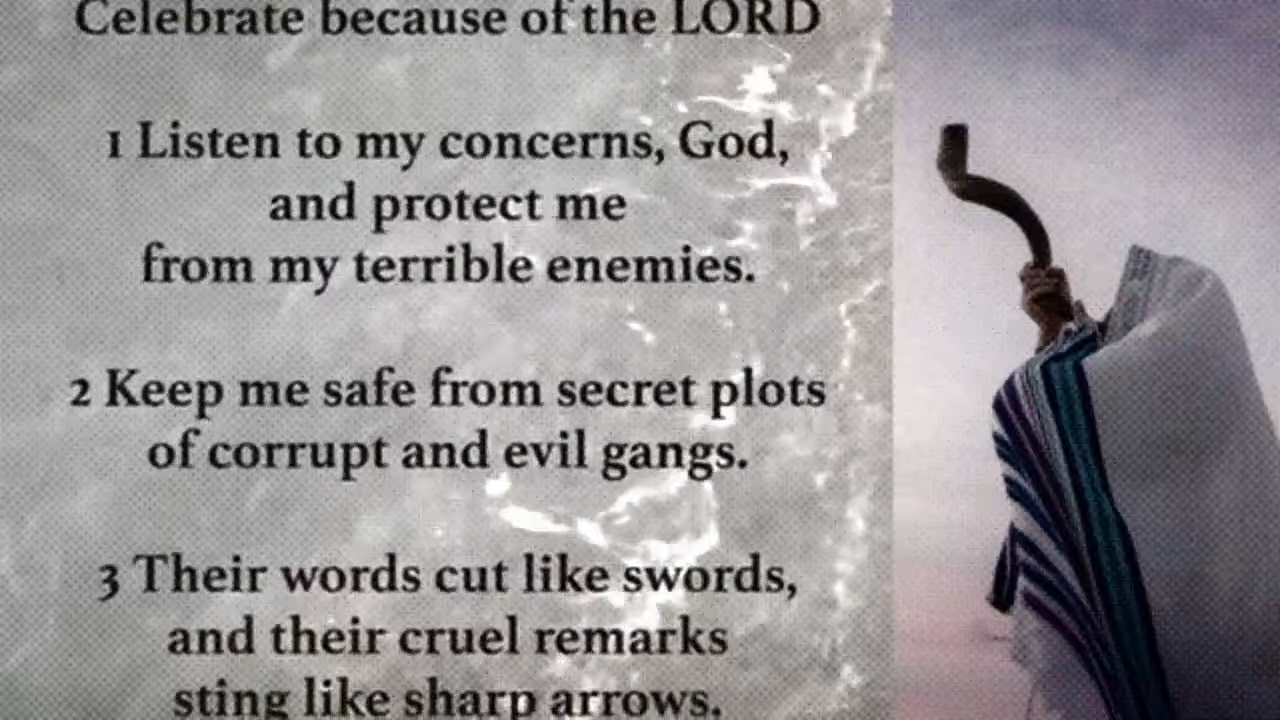 Celebrate because of the LORD
1 Listen to my concerns, God,
and protect me
from my terrible enemies.
2 Keep me safe from secret plots
of corrupt and evil gangs.
3 Their words cut like swords,
and their cruel remarks
sting like sharp arrows.